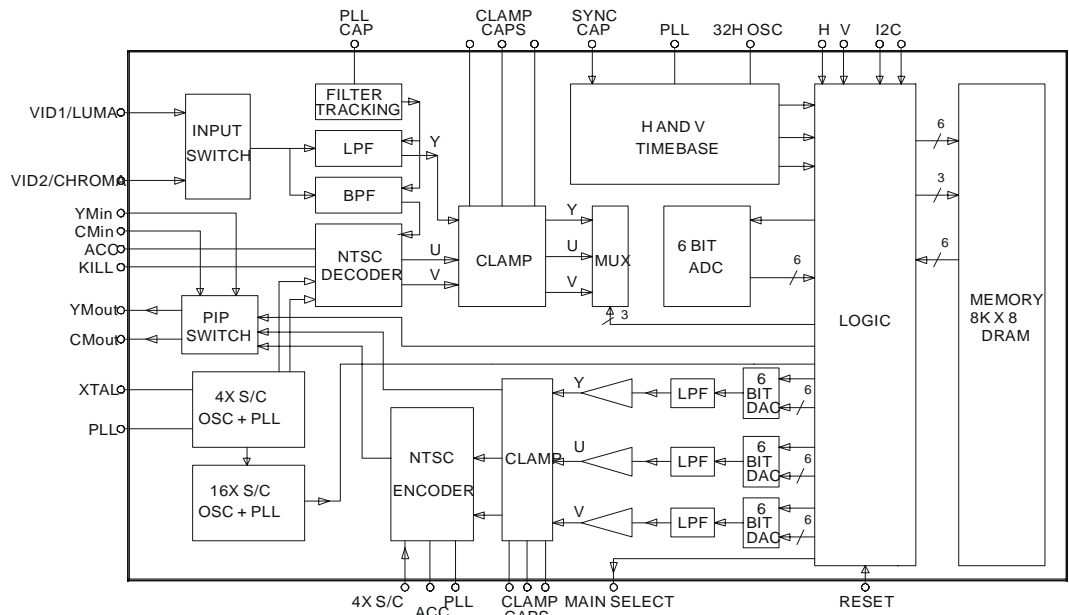 PLL
CAP
CLAMP
CAPS
SYNC
CAP
PLL
32H OSC
H
V
I2C
VID1/LUMA
VID2/CHROMA
YMin
CMin
ACC
KILL
YMout
CMout
XTAL
PLL
INPUT
SWITCH
FILTER
TRACKING
LPF
BPF
Y
NTSC
DECODER
U
V
CLAMP
Y
U
V
MUX
3
H AND V
TIMEBASE
6 BIT
ADC
6
LOGIC
6
3
6
MEMORY
8K X 8
DRAM
PIP
SWITCH
4X S/C
OSC + PLL
16X S/C
OSC + PLL
NTSC
ENCODER
CLAMP
Y
LPF
6
BIT
DAC
6
U
LPF
6
BIT
DAC
6
V
LPF
6
BIT
DAC
6
4X S/C
ACC
PLL
CLAMP
CAPS
MAIN SELECT
RESET